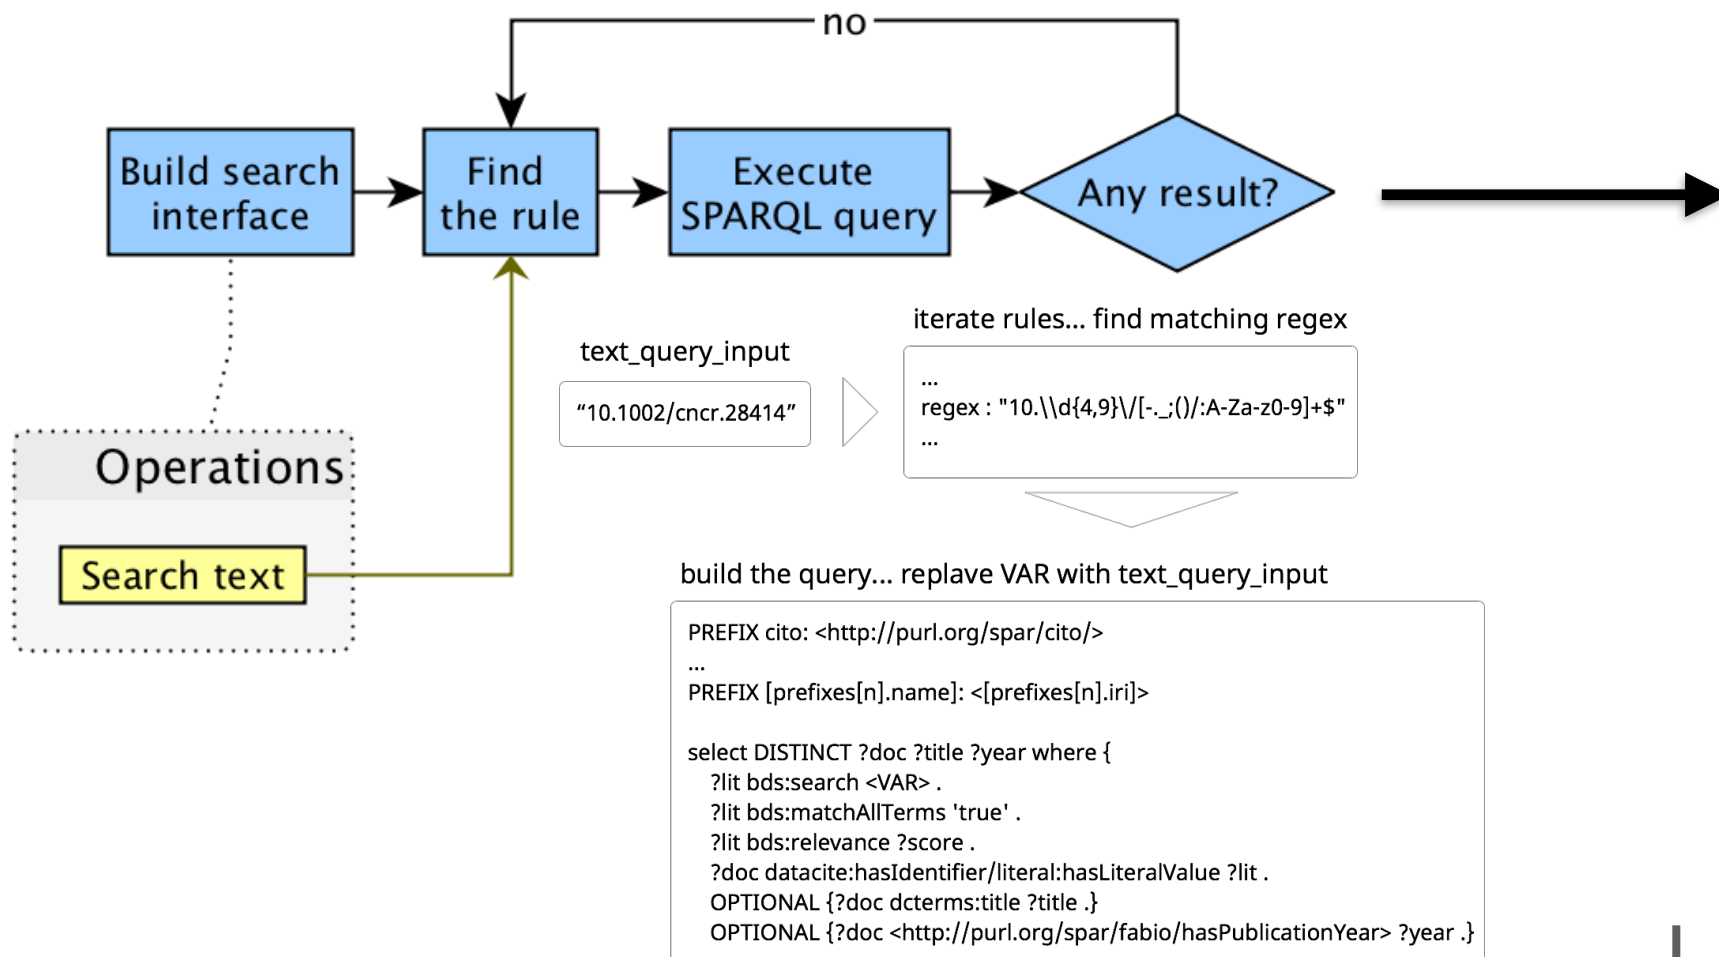 no
Build search
interface
Find
the rule
Execute
SPARQL query
Any result?
iterate rules... find matching regex
text_query_input
...
“10.1002/cncr.28414”
regex : "10.\\d{4,9}\/[-._;()/:A-Za-z0-9]+$"
...
Operations
Search text
build the query... replave VAR with text_query_input
PREFIX cito: <http://purl.org/spar/cito/>
...
PREFIX [prefixes[n].name]: <[prefixes[n].iri]>
select DISTINCT ?doc ?title ?year where {
?lit bds:search <VAR> .
?lit bds:matchAllTerms 'true' .
?lit bds:relevance ?score .
?doc datacite:hasIdentifier/literal:hasLiteralValue ?lit .
OPTIONAL {?doc dcterms:title ?title .}
OPTIONAL {?doc <http://purl.org/spar/fabio/hasPublicationYear> ?year .}